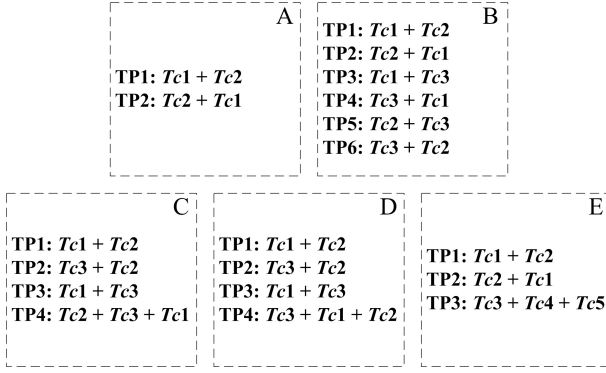 A
TP1: Tc1 + Tc2
TP2: Tc2 + Tc1
B
TP1: Tc1 + Tc2
TP2: Tc2 + Tc1
TP3: Tc1 + Tc3
TP4: Tc3 + Tc1
TP5: Tc2 + Tc3
TP6: Tc3 + Tc2
C
TP1: Tc1 + Tc2
TP2: Tc3 + Tc2
TP3: Tc1 + Tc3
TP4: Tc2 + Tc3 + Tc1
D
TP1: Tc1 + Tc2
TP2: Tc3 + Tc2
TP3: Tc1 + Tc3
TP4: Tc3 + Tc1 + Tc2
E
TP1: Tc1 + Tc2
TP2: Tc2 + Tc1
TP3: Tc3 + Tc4 + Tc5